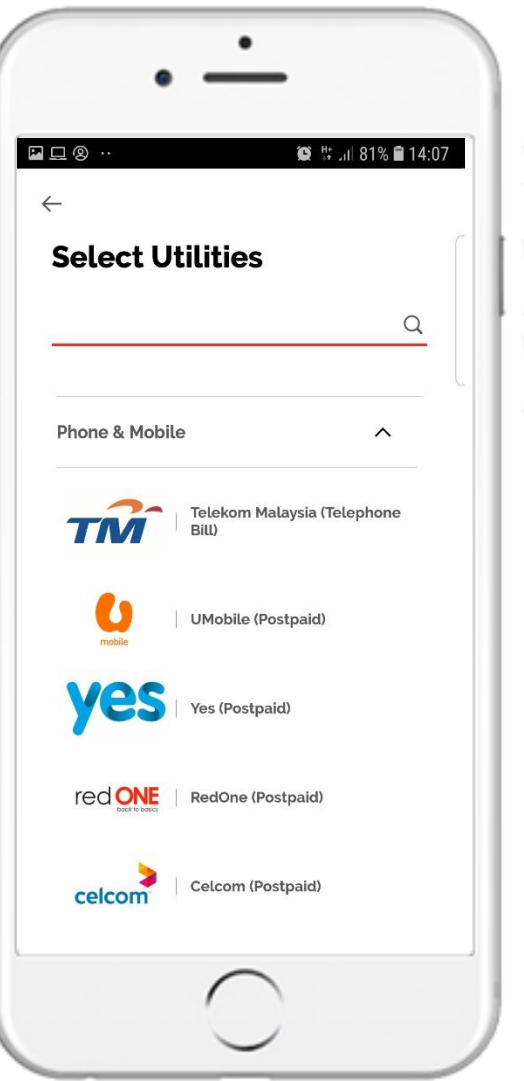 81% 14:07
Select Utilities
Phone & Mobile
TM
Telekom Malaysia (Telephone
Bill)
mobile
UMobile (Postpaid)
yes
Yes (Postpaid)
red ONE
back to basics
RedOne (Postpaid)
celcom
Celcom (Postpaid)